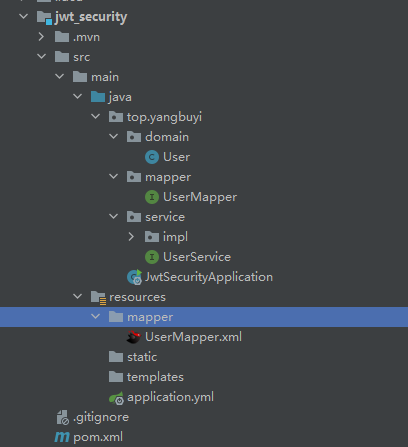 jwt_security
.mvn
src
main
java
top.yangbuyi
domain
User
mapper
UserMapper
service
impl
UserService
JwtSecurityApplication
resources
mapper
UserMapper.xml
static
templates
application.yml
.gitignore
pom.xml